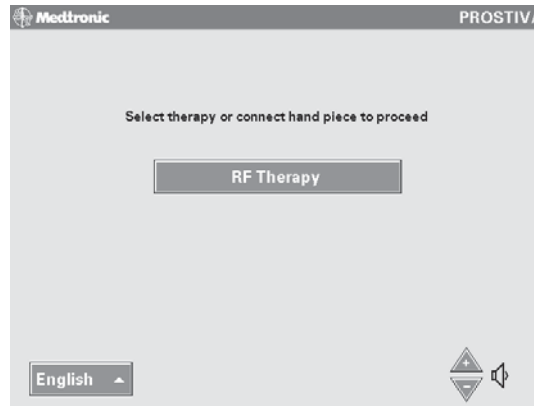 Medtronic
PROSTIVA
Select therapy or connect hand piece to proceed
RF Therapy
English
+
−